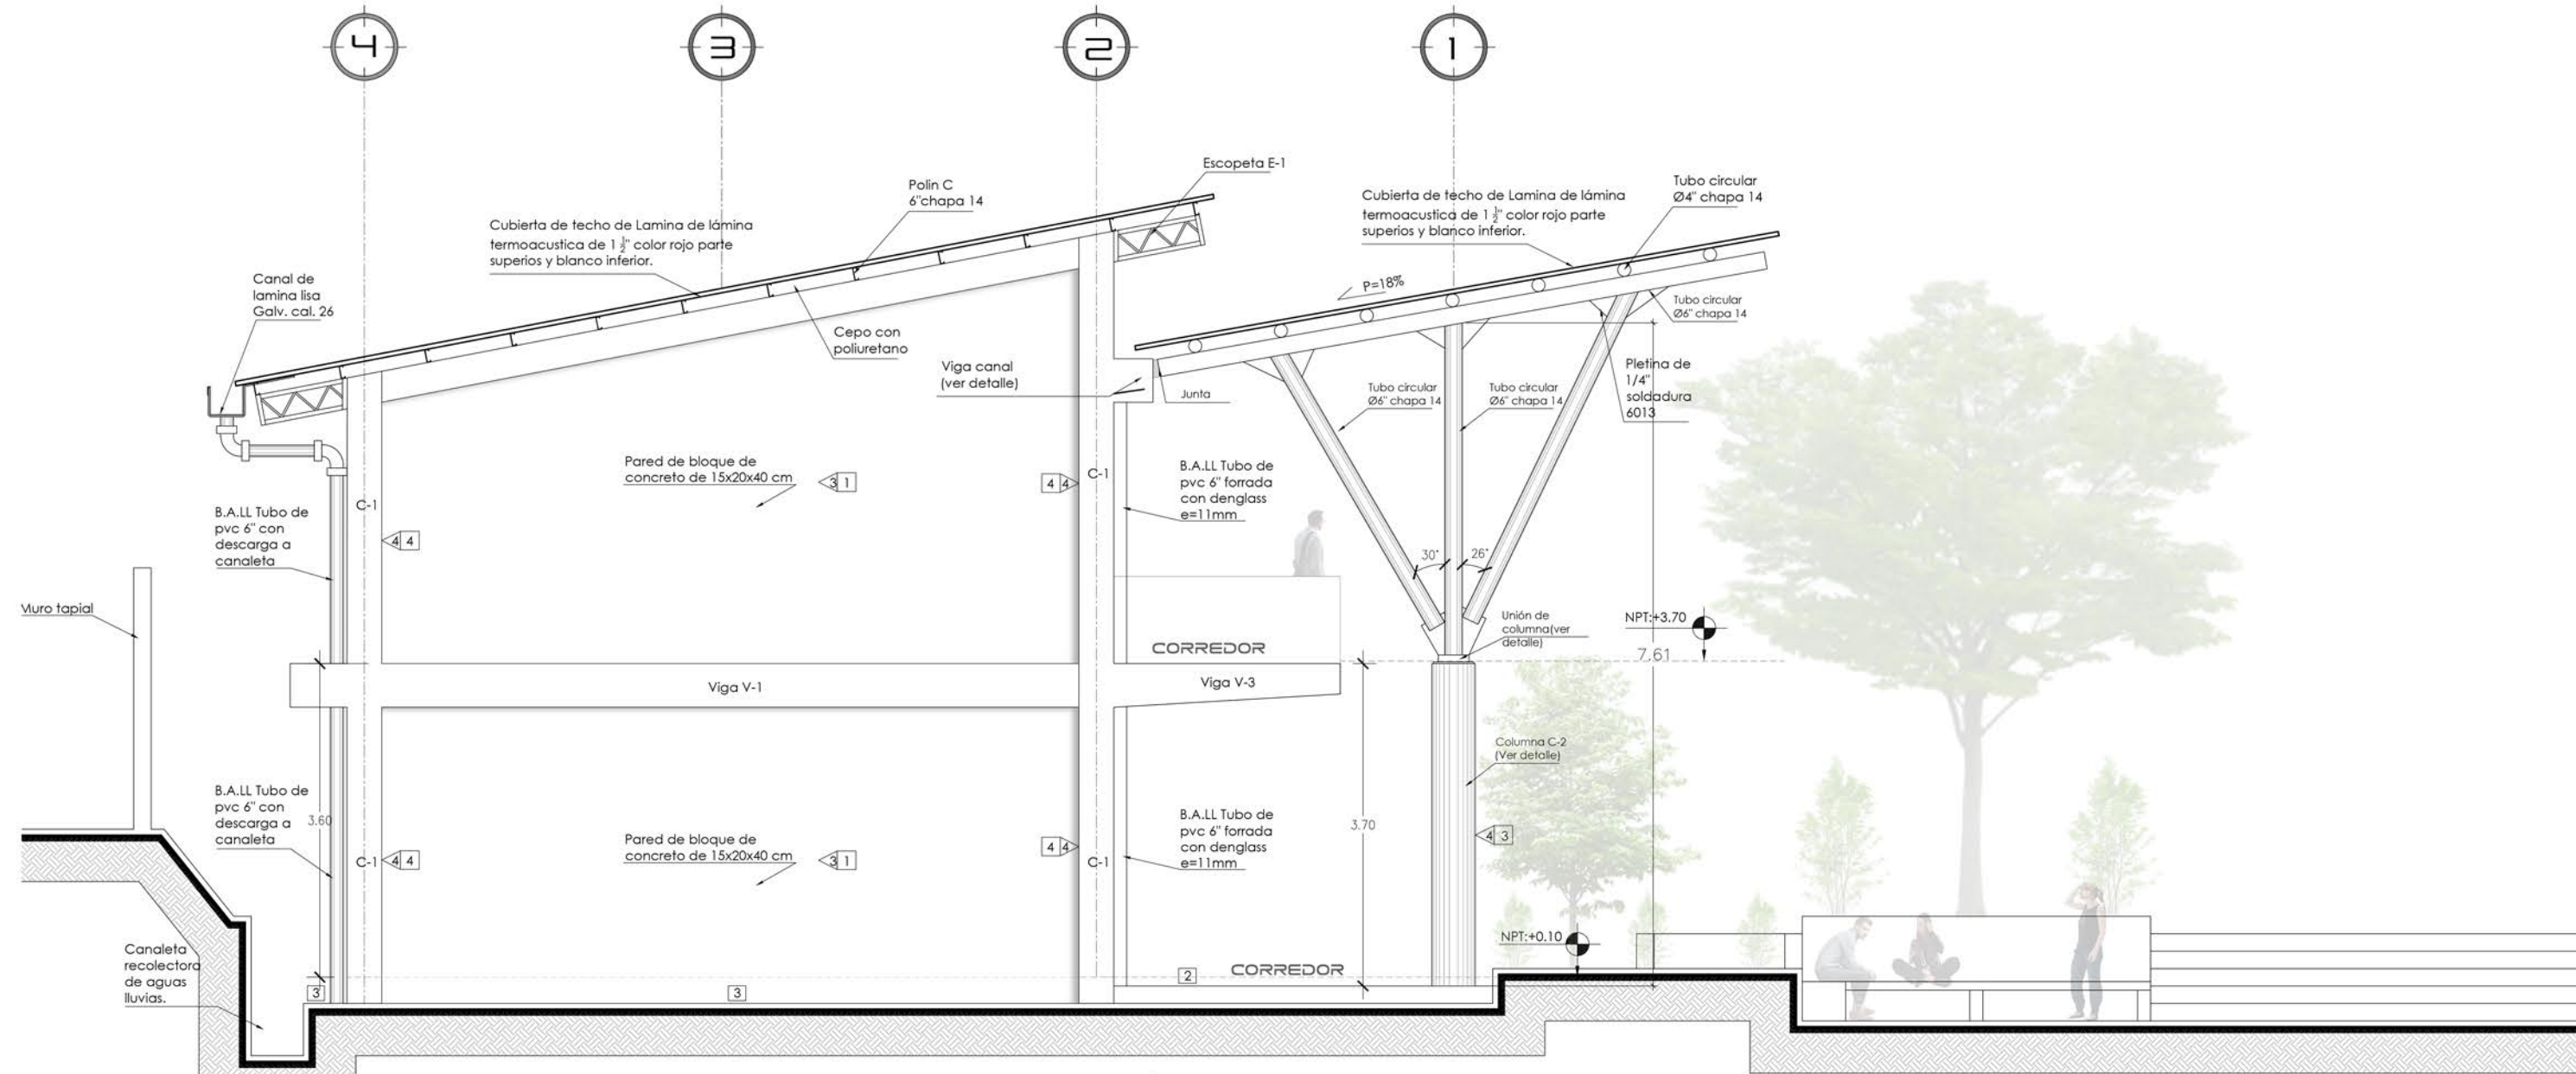 4
3
2
1
Escopeta E-1
Polin C
6"chapa 14
Cubierta de techo de Lamina de lámina
termoacustica de 1 1/2" color rojo parte
superios y blanco inferior.
Cubierta de techo de Lamina de lámina
termoacustica de 1 1/2" color rojo parte
superios y blanco inferior.
Tubo circular
Ø4" chapa 14
Canal de
lamina lisa
Galv. cal. 26
P=18%
Tubo circular
Ø6" chapa 14
Cepo con
poliuretano
Viga canal
(ver detalle)
Junta
Tubo circular
Ø6" chapa 14
Tubo circular
Ø6" chapa 14
Pletina de
1/4"
soldadura
6013
Pared de bloque de
concreto de 15x20x40 cm
3 1
4 4
C-1
C-1
B.A.LL Tubo de
pvc 6" forrada
con denglass
e=11mm
B.A.LL Tubo de
pvc 6" con
descarga a
canaleta
4 4
30°
26°
Muro tapial
Unión de
columna(ver
detalle)
NPT:+3.70
7.61
CORREDOR
Viga V-1
Viga V-3
Columna C-2
(Ver detalle)
B.A.LL Tubo de
pvc 6" con
descarga a
canaleta
3.60
C-1
4 4
Pared de bloque de
concreto de 15x20x40 cm
3 1
4 4
C-1
B.A.LL Tubo de
pvc 6" forrada
con denglass
e=11mm
3.70
4 3
NPT:+0.10
Canaleta
recolectora
de aguas
lluvias.
CORREDOR
2
3
3